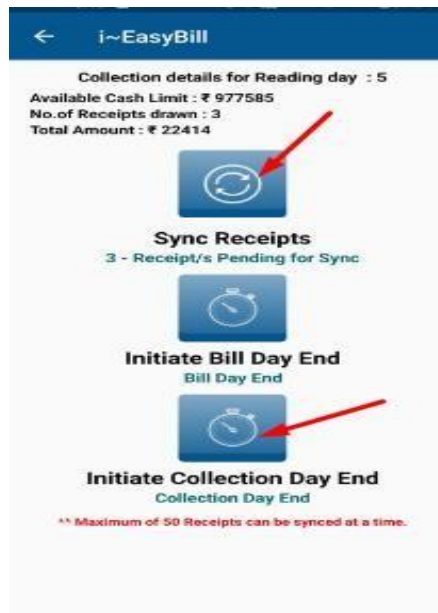 i~EasyBill
Collection details for Reading day : 5
Available Cash Limit : ₹ 977585
No.of Receipts drawn : 3
Total Amount : ₹ 22414
Sync Receipts
3 - Receipt/s Pending for Sync
Initiate Bill Day End
Bill Day End
Initiate Collection Day End
Collection Day End
** Maximum of 50 Receipts can be synced at a time.